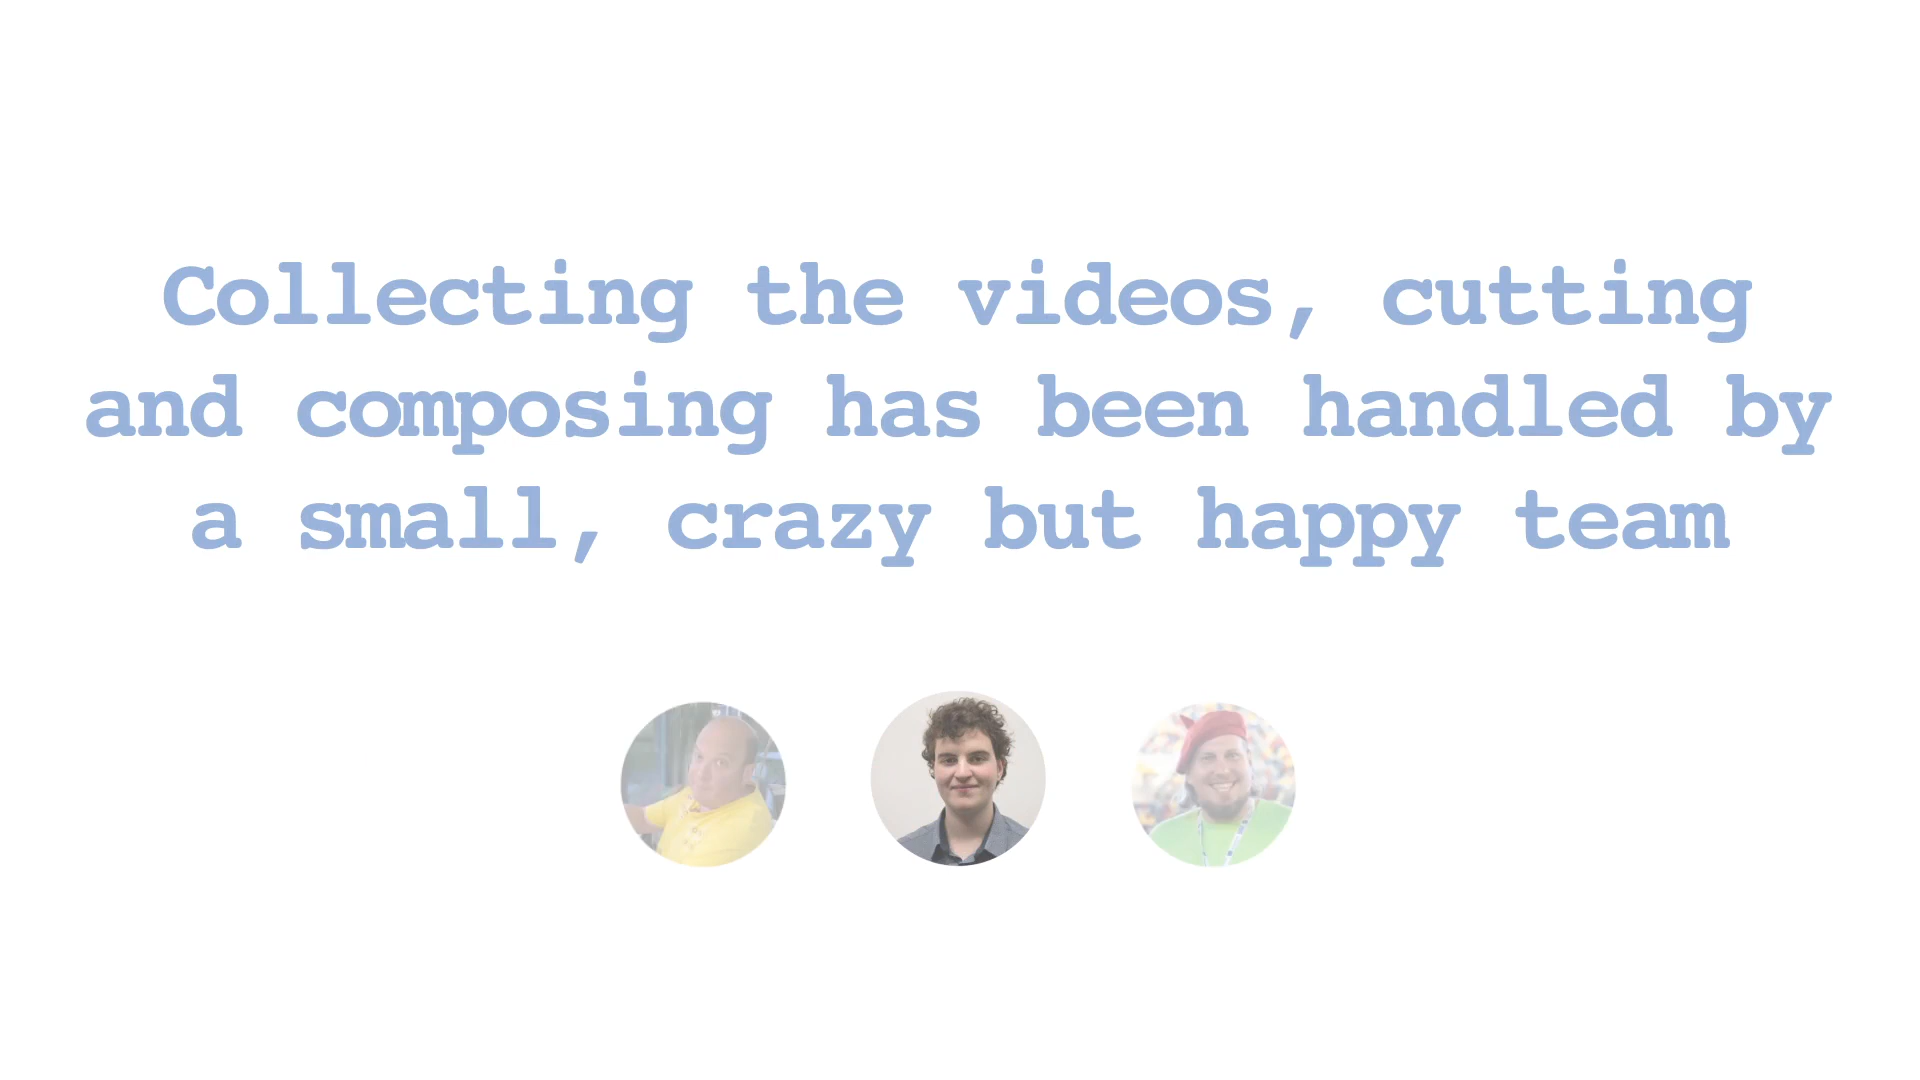 Collecting the videos, cutting
and composing has been handled by
a small, crazy but happy team